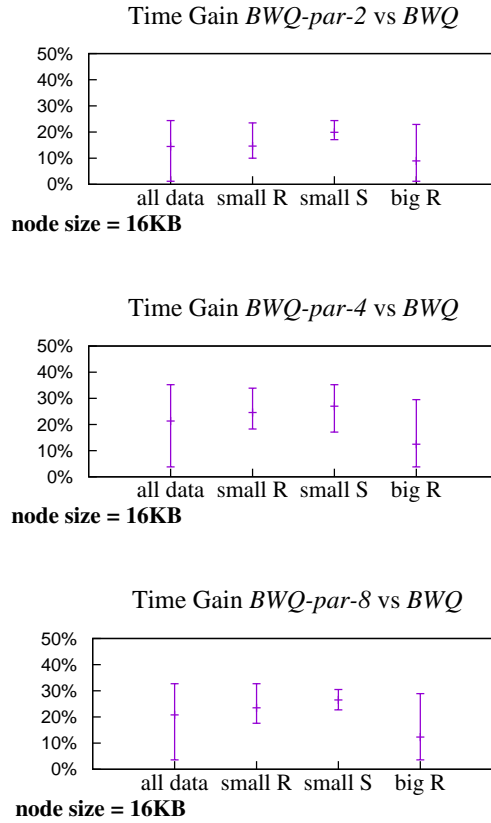 Time Gain BWQ-par-2 vs BWQ
50%
40%
30%
20%
10%
0%
all data small R small S big R
node size = 16KB
Time Gain BWQ-par-4 vs BWQ
50%
40%
30%
20%
10%
0%
all data small R small S big R
node size = 16KB
Time Gain BWQ-par-8 vs BWQ
50%
40%
30%
20%
10%
0%
all data small R small S big R
node size = 16KB